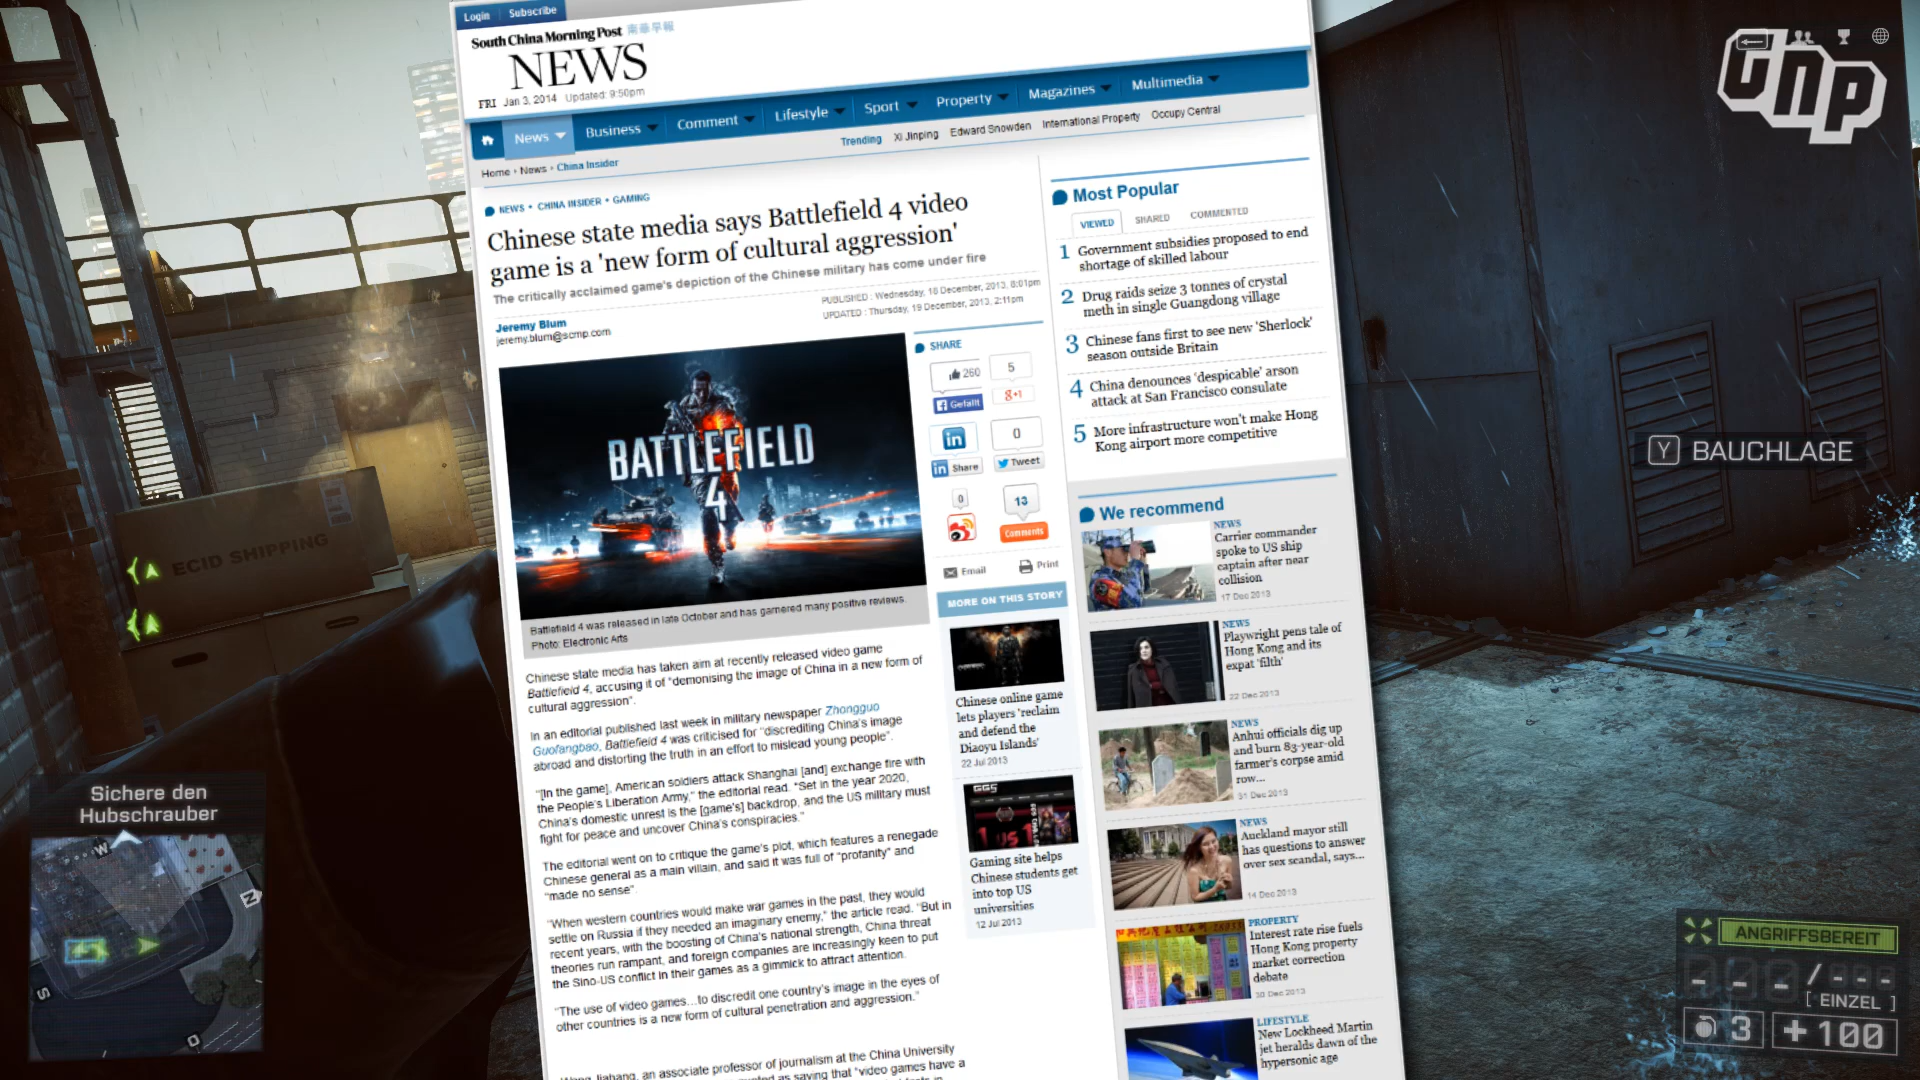 Login Subscribe
South China Morning Post 南華早報
NEWS
FRI Jan 3, 2014 Updated: 9:50pm
News Business Comment Lifestyle Sport Property Magazines Multimedia
Trending Xi Jinping Edward Snowden International Property Occupy Central
Home › News › China Insider
NEWS • CHINA INSIDER • GAMING
Chinese state media says Battlefield 4 video
game is a 'new form of cultural aggression'
The critically acclaimed game's depiction of the Chinese military has come under fire
PUBLISHED : Wednesday, 18 December, 2013, 8:01pm
UPDATED : Thursday, 19 December, 2013, 2:11pm
Jeremy Blum
jeremy.blum@scmp.com
BATTLEFIELD
4
Battlefield 4 was released in late October and has garnered many positive reviews.
Photo: Electronic Arts
Chinese state media has taken aim at recently released video game
Battlefield 4, accusing it of “demonising the image of China in a new form of
cultural aggression”.
In an editorial published last week in military newspaper Zhongguo
Guofangbao, Battlefield 4 was criticised for “discrediting China's image
abroad and distorting the truth in an effort to mislead young people”.
“[In the game], American soldiers attack Shanghai [and] exchange fire with
the People's Liberation Army,” the editorial read. “Set in the year 2020,
China's domestic unrest is the [game's] backdrop, and the US military must
fight for peace and uncover China's conspiracies.”
The editorial went on to critique the game's plot, which features a renegade
Chinese general as a main villain, and said it was full of “profanity” and
“made no sense”.
“When western countries would make war games in the past, they would
settle on Russia if they needed an imaginary enemy,” the article read. “But in
recent years, with the boosting of China's national strength, China threat
theories run rampant, and foreign companies are increasingly keen to put
the Sino-US conflict in their games as a gimmick to attract attention.
“The use of video games…to discredit one country's image in the eyes of
other countries is a new form of cultural penetration and aggression.”
an associate professor of journalism at the China University
as saying that “video games have a
SHARE
260
5
Gefällt
g+1
in
0
in Share
Tweet
0
13
Comments
Email
Print
MORE ON THIS STORY
Chinese online game
lets players 'reclaim
and defend the
Diaoyu Islands'
22 Jul 2013
GGS
1 vs 1
Gaming site helps
Chinese students get
into top US
universities
12 Jul 2013
Most Popular
VIEWED SHARED COMMENTED
1 Government subsidies proposed to end
shortage of skilled labour
2 Drug raids seize 3 tonnes of crystal
meth in single Guangdong village
3 Chinese fans first to see new 'Sherlock'
season outside Britain
4 China denounces 'despicable' arson
attack at San Francisco consulate
5 More infrastructure won't make Hong
Kong airport more competitive
We recommend
NEWS
Carrier commander
spoke to US ship
captain after near
collision
17 Dec 2013
NEWS
Playwright pens tale of
Hong Kong and its
expat 'filth'
22 Dec 2013
NEWS
Anhui officials dig up
and burn 83-year-old
farmer's corpse amid
row...
31 Dec 2013
NEWS
Auckland mayor still
has questions to answer
over sex scandal, says...
14 Dec 2013
PROPERTY
Interest rate rise fuels
Hong Kong property
market correction
debate
30 Dec 2013
LIFESTYLE
New Lockheed Martin
jet heralds dawn of the
hypersonic age
GNP
Y BAUCHLAGE
ECID SHIPPING
Sichere den
Hubschrauber
W
N
S
O
ANGRIFFSBEREIT
- - - / - - -
[ EINZEL ]
3 +100